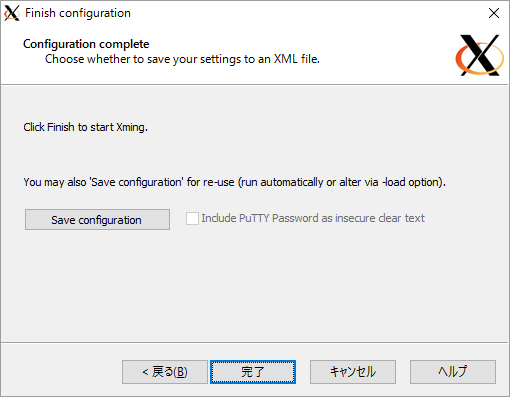 Finish configuration
Configuration complete
Choose whether to save your settings to an XML file.
Click Finish to start Xming.
You may also 'Save configuration' for re-use (run automatically or alter via -load option).
Save configuration
Include PuTTY Password as insecure clear text
< 戻る(B)
完了
キャンセル
ヘルプ